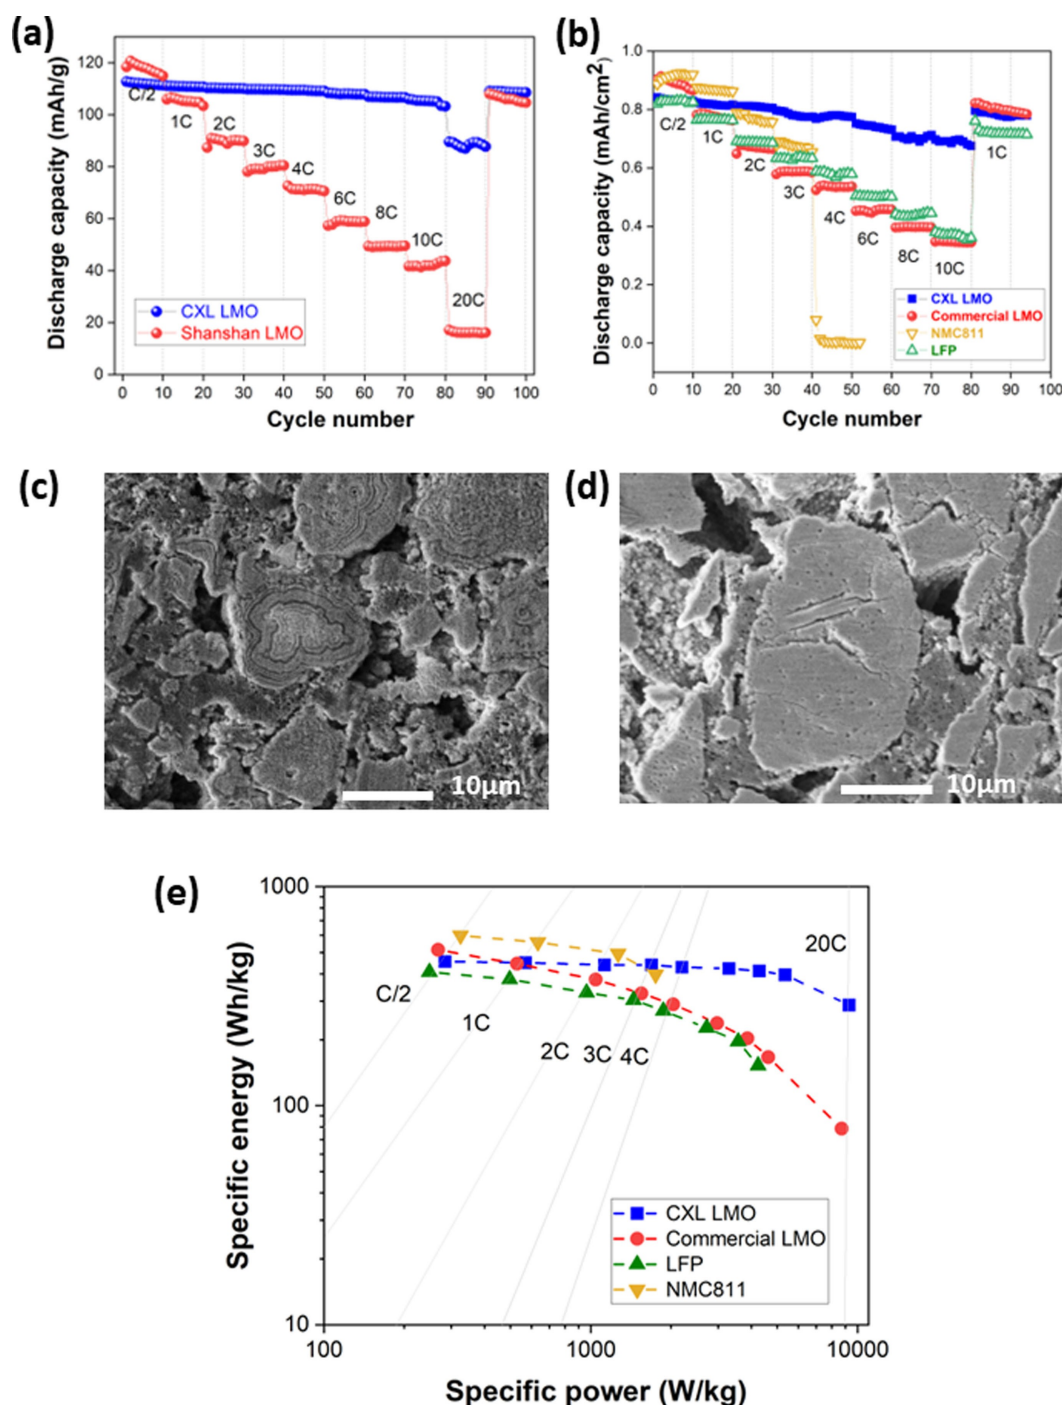 (a)
Discharge capacity (mAh/g)
120
100
80
60
40
20
0
C/2
1C
2C
3C
4C
6C
8C
10C
20C
CXL LMO
Shanshan LMO
0 10 20 30 40 50 60 70 80 90 100
Cycle number
(b)
Discharge capacity (mAh/cm²)
1.0
0.8
0.6
0.4
0.2
0.0
C/2
1C
2C
3C
4C
6C
8C
10C
1C
CXL LMO
Commercial LMO
NMC811
LFP
0 10 20 30 40 50 60 70 80 90 100
Cycle number
(c)
10μm
(d)
10μm
(e)
Specific energy (Wh/kg)
1000
100
10
C/2
1C
2C
3C
4C
20C
CXL LMO
Commercial LMO
LFP
NMC811
100 1000 10000
Specific power (W/kg)